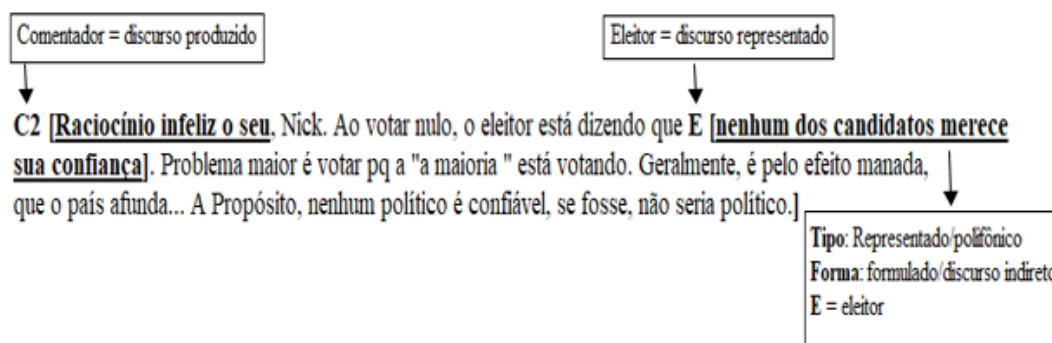 Comentador = discurso produzido
Eleitor = discurso representado
C2 [Raciocínio infeliz o seu, Nick. Ao votar nulo, o eleitor está dizendo que E [nenhum dos candidatos merece
sua confiança]. Problema maior é votar pq a "a maioria " está votando. Geralmente, é pelo efeito manada,
que o país afunda... A Propósito, nenhum político é confiável, se fosse, não seria político.]
Tipo: Representado/polifônico
Forma: formulado/discurso indireto
E = eleitor